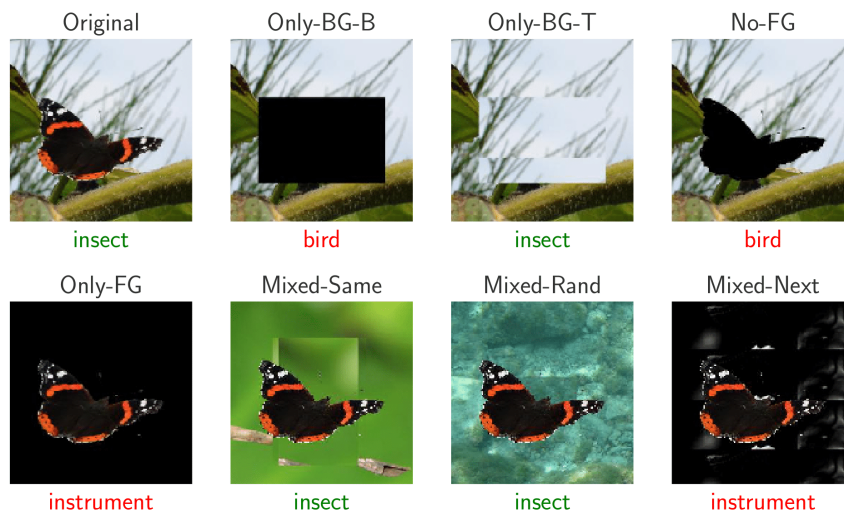 Original
Only-BG-B
Only-BG-T
No-FG
insect
bird
insect
bird
Only-FG
Mixed-Same
Mixed-Rand
Mixed-Next
instrument
insect
insect
instrument